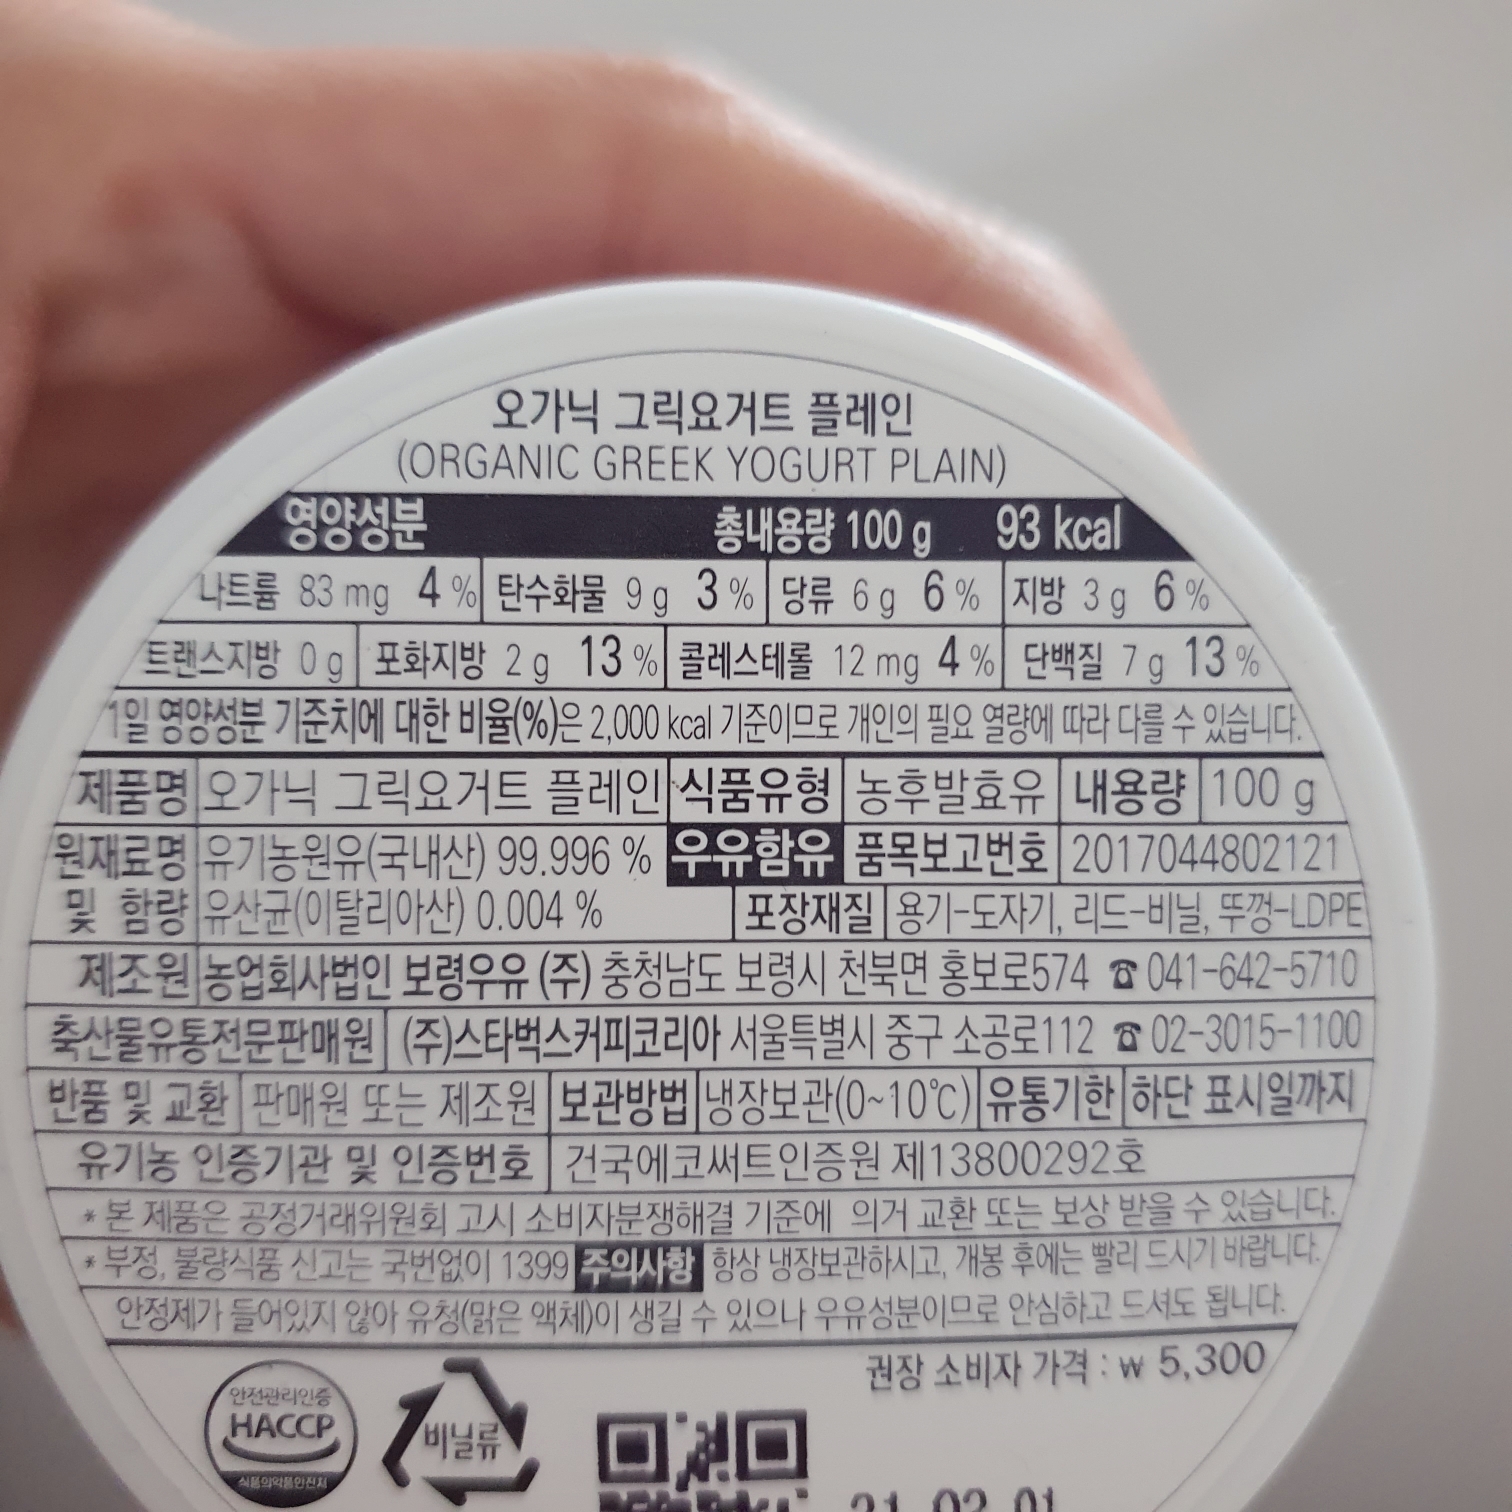 오가닉 그릭요거트 플레인
(ORGANIC GREEK YOGURT PLAIN)
영양성분 총내용량 100 g 93 kcal
나트륨 83 mg 4 % 탄수화물 9 g 3 % 당류 6 g 6 % 지방 3 g 6 %
트랜스지방 0 g 포화지방 2 g 13 % 콜레스테롤 12 mg 4 % 단백질 7 g 13 %
1일 영양성분 기준치에 대한 비율(%)은 2,000 kcal 기준이므로 개인의 필요 열량에 따라 다를 수 있습니다.
제품명 오가닉 그릭요거트 플레인 식품유형 농후발효유 내용량 100 g
원재료명 유기농원유(국내산) 99.996 % 우유함유 품목보고번호 2017044802121
및 함량 유산균(이탈리아산) 0.004 % 포장재질 용기-도자기, 리드-비닐, 뚜껑-LDPE
제조원 농업회사법인 보령우유 (주) 충청남도 보령시 천북면 홍보로574 ☎ 041-642-5710
축산물유통전문판매원 (주)스타벅스커피코리아 서울특별시 중구 소공로112 ☎ 02-3015-1100
반품 및 교환 판매원 또는 제조원 보관방법 냉장보관(0~10℃) 유통기한 하단 표시일까지
유기농 인증기관 및 인증번호 건국에코써트인증원 제13800292호
* 본 제품은 공정거래위원회 고시 소비자분쟁해결 기준에 의거 교환 또는 보상 받을 수 있습니다.
* 부정, 불량식품 신고는 국번없이 1399 주의사항 항상 냉장보관하시고, 개봉 후에는 빨리 드시기 바랍니다.
안정제가 들어있지 않아 유청(맑은 액체)이 생길 수 있으나 우유성분이므로 안심하고 드셔도 됩니다.
권장 소비자 가격 : ₩ 5,300
안전관리인증
HACCP
식품의약품안전처
비닐류
21.02.01